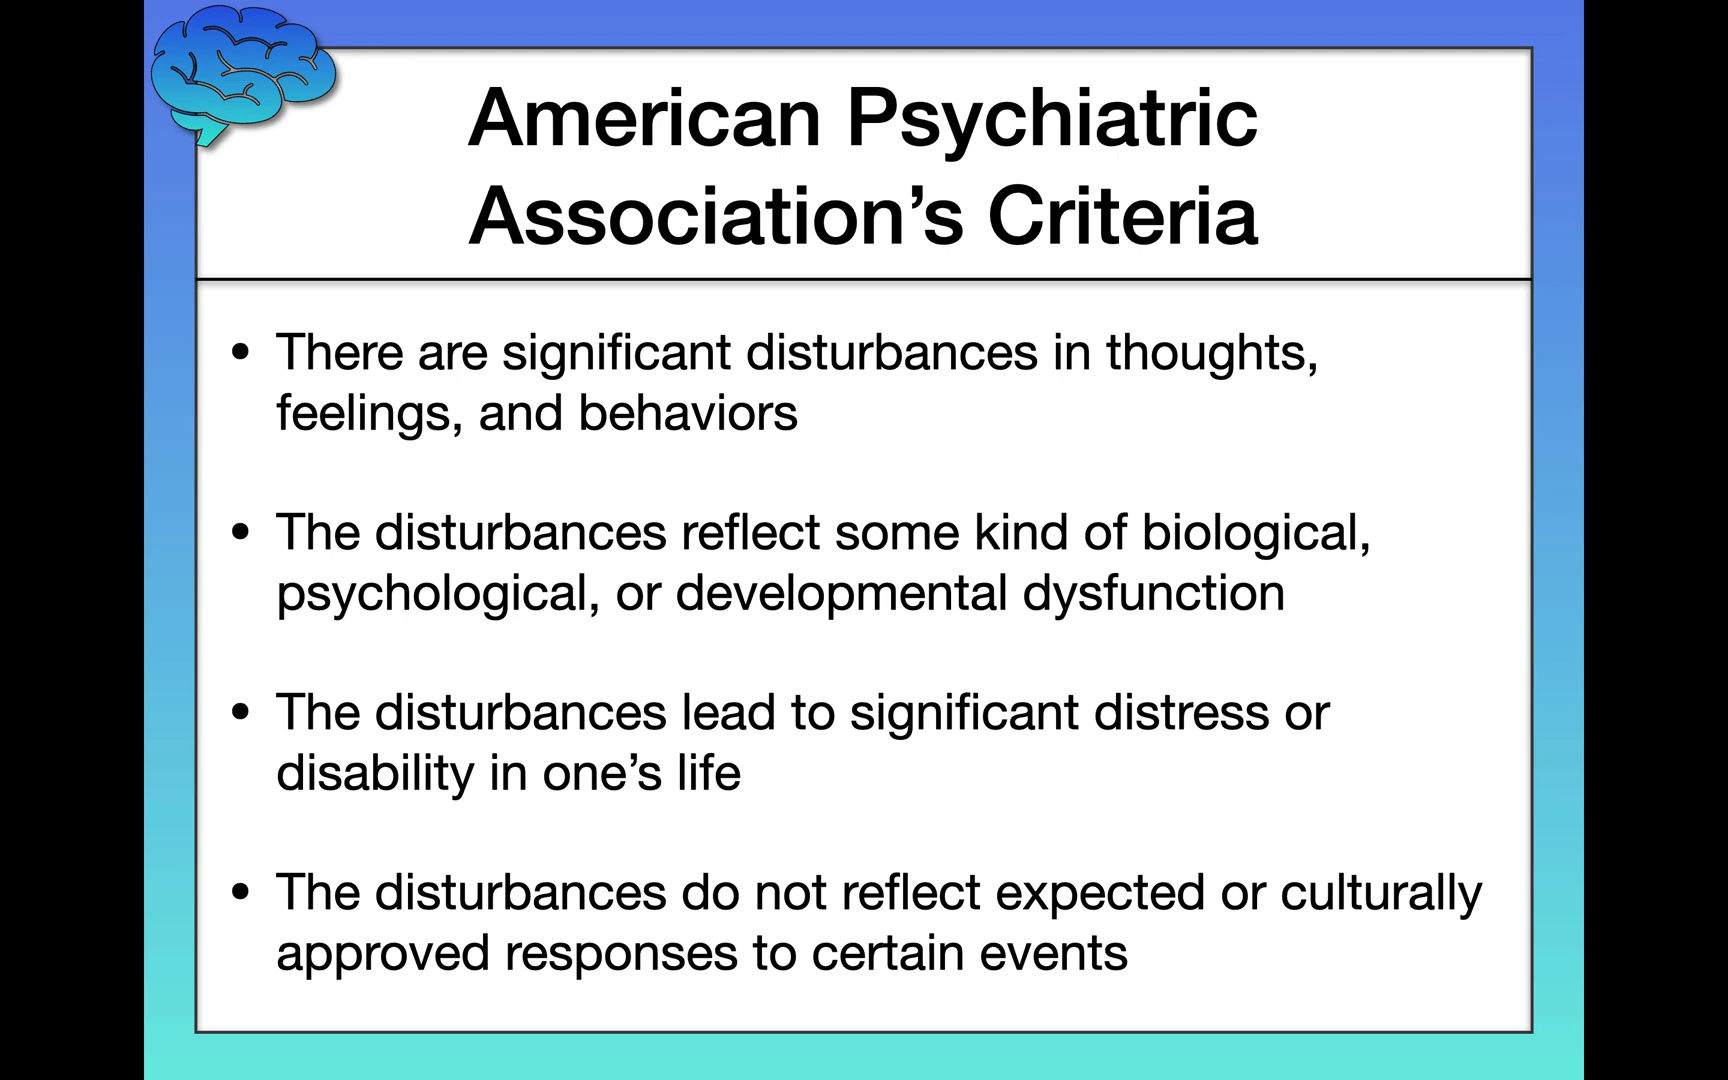 American Psychiatric
Association’s Criteria
• There are significant disturbances in thoughts,
feelings, and behaviors
• The disturbances reflect some kind of biological,
psychological, or developmental dysfunction
• The disturbances lead to significant distress or
disability in one’s life
• The disturbances do not reflect expected or culturally
approved responses to certain events